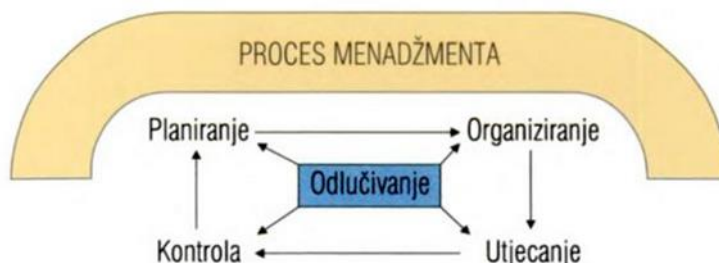 PROCES MENADŽMENTA
Planiranje
Organiziranje
Odlučivanje
Kontrola
Utjecanje